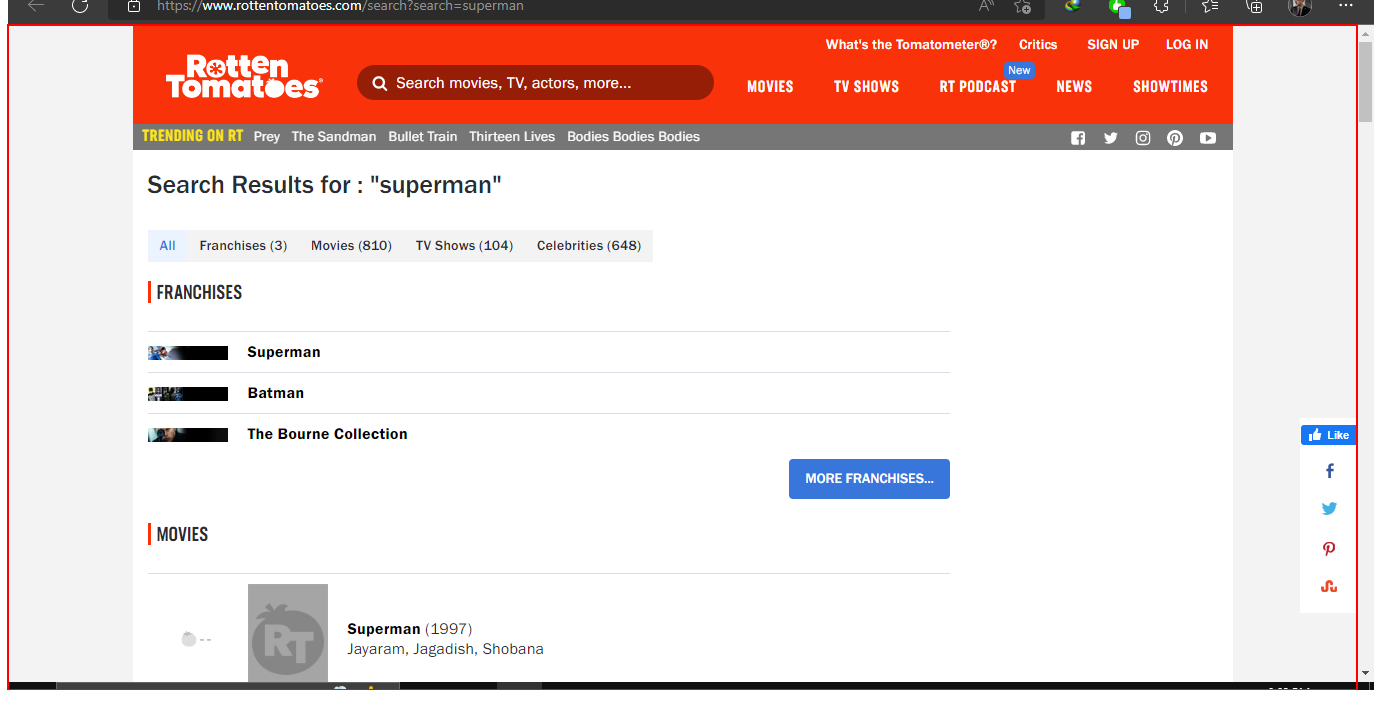 https://www.rottentomatoes.com/search?search=superman
What's the Tomatometer®? Critics SIGN UP LOG IN
Rotten Tomatoes®
Search movies, TV, actors, more...
New
MOVIES TV SHOWS RT PODCAST NEWS SHOWTIMES
TRENDING ON RT Prey The Sandman Bullet Train Thirteen Lives Bodies Bodies Bodies
Search Results for : "superman"
All Franchises (3) Movies (810) TV Shows (104) Celebrities (648)
FRANCHISES
Superman
Batman
The Bourne Collection
Like
MORE FRANCHISES...
MOVIES
RT
- -
Superman (1997)
Jayaram, Jagadish, Shobana